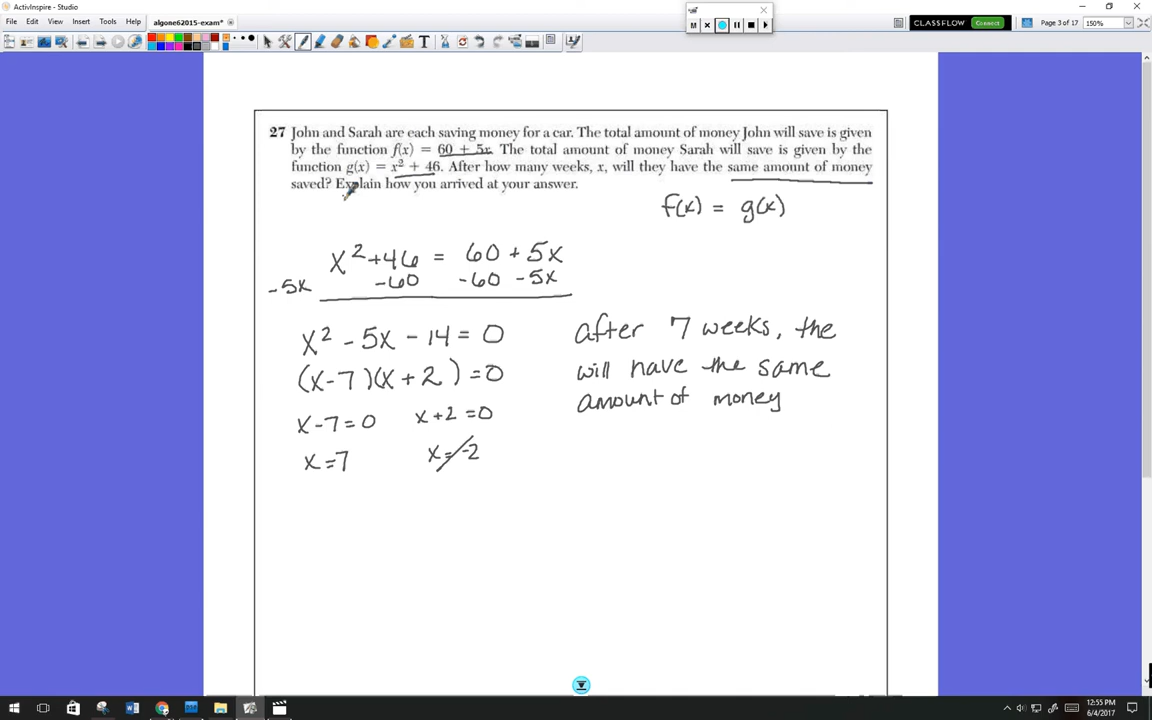 ActivInspire - Studio
File Edit View Insert Tools Help algone62015-exam* CLASSFLOW Connect Page 3 of 17 150%
27 John and Sarah are each saving money for a car. The total amount of money John will save is given
by the function f(x) = 60 + 5x. The total amount of money Sarah will save is given by the
function g(x) = x² + 46. After how many weeks, x, will they have the same amount of money
saved? Explain how you arrived at your answer.
f(x) = g(x)
x² + 46 = 60 + 5x
-5x -60 -60 -5x
x² - 5x - 14 = 0
(x - 7)(x + 2) = 0
x - 7 = 0 x + 2 = 0
x = 7 x = -2
after 7 weeks, the
will have the same
amount of money
12:55 PM
6/4/2017